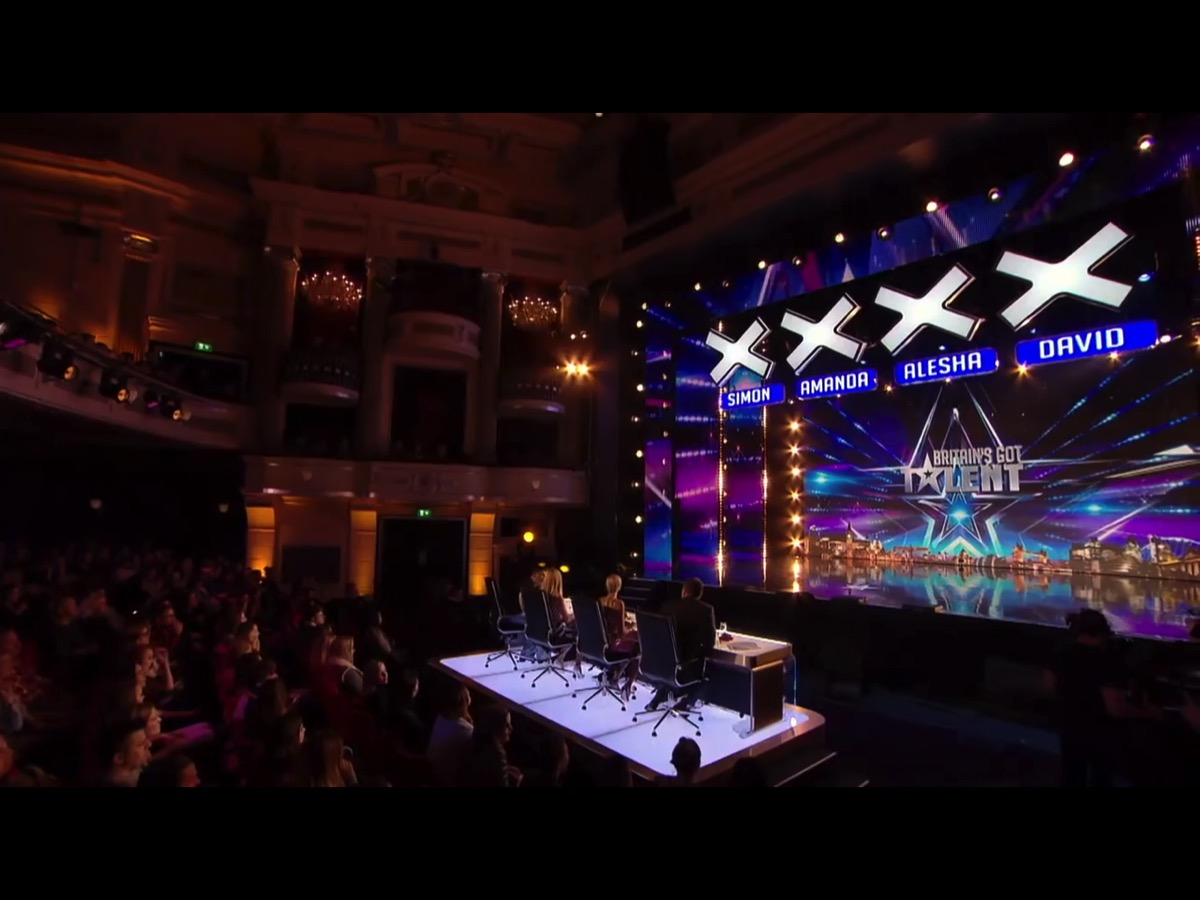 SIMON
AMANDA
ALESHA
DAVID
BRITAIN'S GOT
TALENT